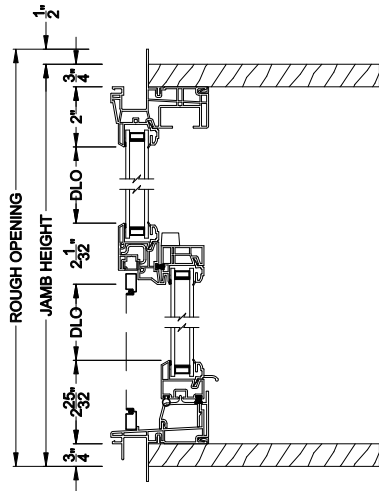 1/2"
3/4"
2"
DLO
2 1/32"
DLO
2 25/32"
3/4"
JAMB HEIGHT
ROUGH OPENING